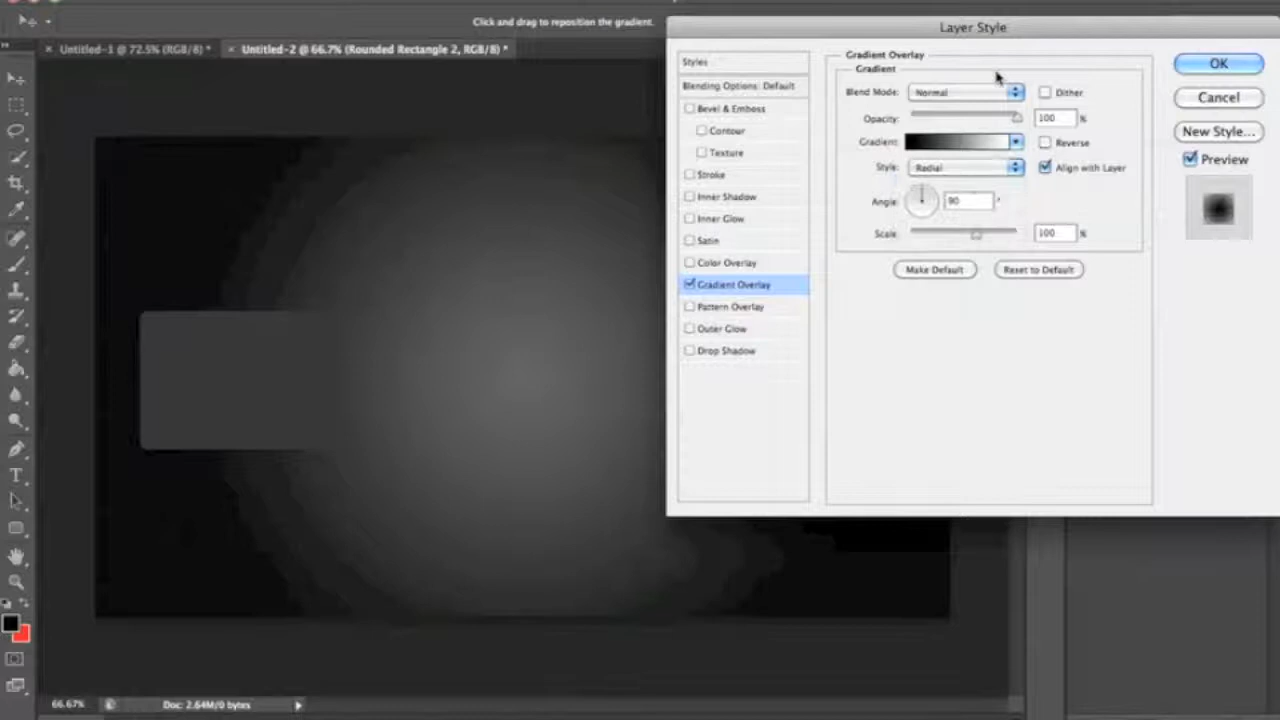 Click and drag to reposition the gradient.
Layer Style
Untitled-1 @ 72.5% (RGB/8) *
Untitled-2 @ 66.7% (Rounded Rectangle 2, RGB/8) *
Styles
Blending Options: Default
Bevel & Emboss
Contour
Texture
Stroke
Inner Shadow
Inner Glow
Satin
Color Overlay
Gradient Overlay
Pattern Overlay
Outer Glow
Drop Shadow
Gradient Overlay
Gradient
Blend Mode: Normal Dither
Opacity: 100 %
Gradient: Reverse
Style: Radial Align with Layer
Angle: 90 °
Scale: 100 %
Make Default Reset to Default
OK
Cancel
New Style...
Preview
66.67% Doc: 2.64M/0 bytes